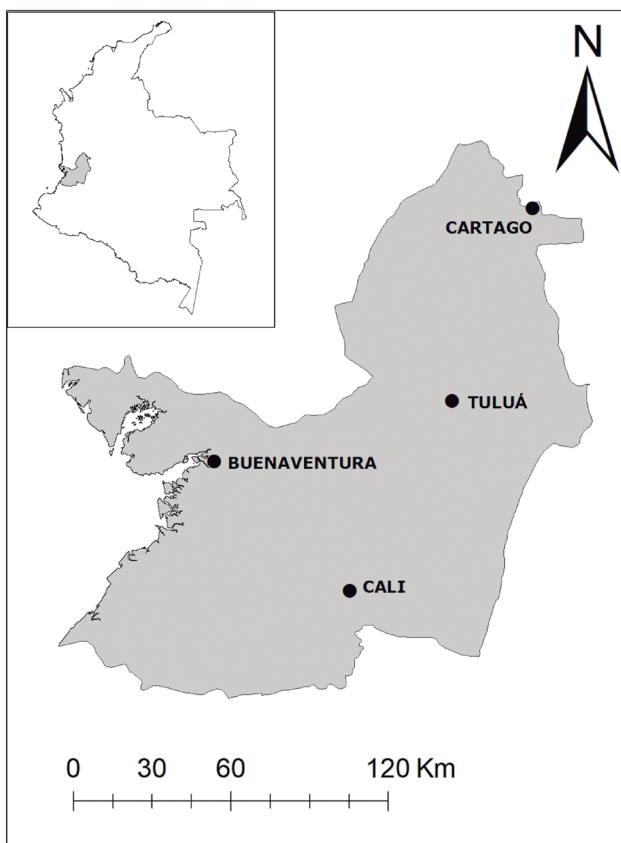 N
CARTAGO
TULUÁ
BUENAVENTURA
CALI
0 30 60 120 Km